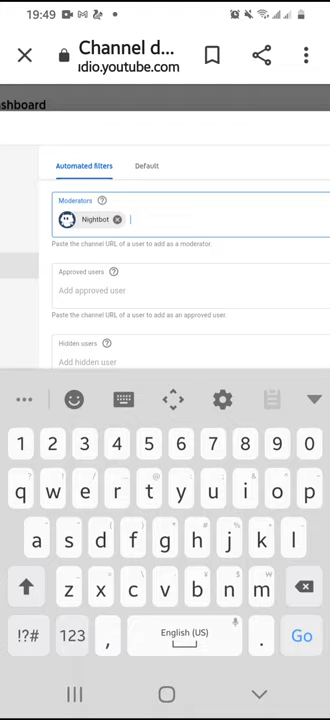 19:49
Channel d...
idio.youtube.com
ashboard
Automated filters Default
Moderators ?
Nightbot
Paste the channel URL of a user to add as a moderator.
Approved users ?
Add approved user
Paste the channel URL of a user to add as an approved user.
Hidden users ?
Add hidden user
1 2 3 4 5 6 7 8 9 0
q w e r t y u i o p
a s d f g h j k l
z x c v b n m
!?# 123 , English (US) . Go